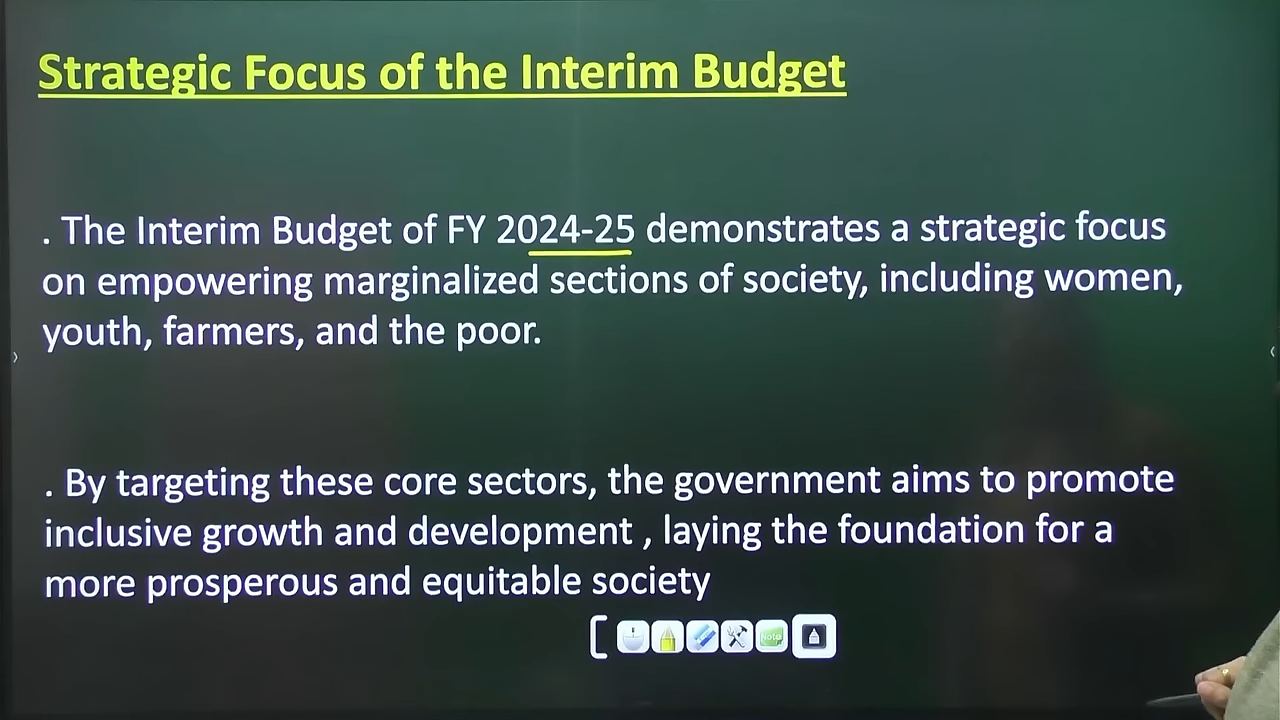 Strategic Focus of the Interim Budget
. The Interim Budget of FY 2024-25 demonstrates a strategic focus
on empowering marginalized sections of society, including women,
youth, farmers, and the poor.
. By targeting these core sectors, the government aims to promote
inclusive growth and development , laying the foundation for a
more prosperous and equitable society
Note